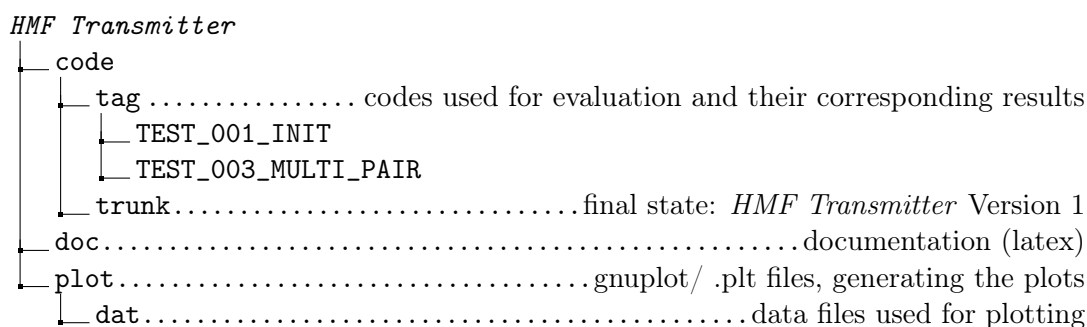 HMF Transmitter
code
tag ................ codes used for evaluation and their corresponding results
TEST_001_INIT
TEST_003_MULTI_PAIR
trunk...............................final state: HMF Transmitter Version 1
doc.....................................................documentation (latex)
plot....................................gnuplot/ .plt files, generating the plots
dat..............................................data files used for plotting